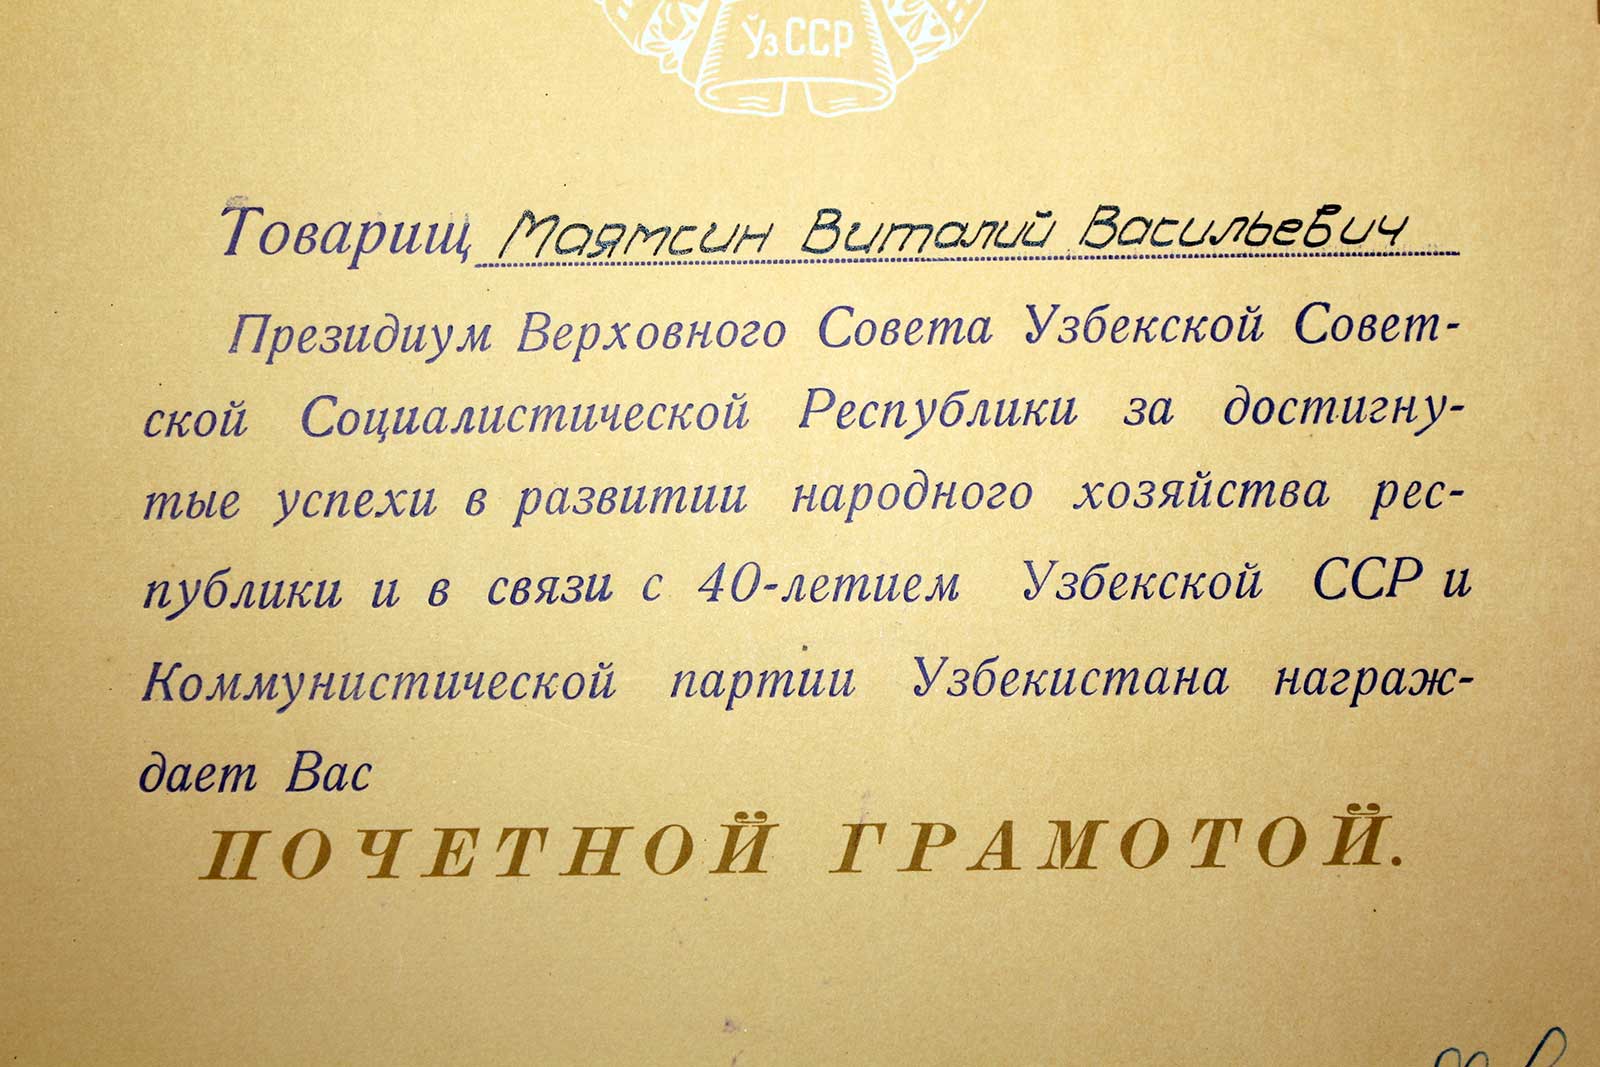 ЎзССР
Товарищ Маямсин Виталий Васильевич
Президиум Верховного Совета Узбекской Совет-
ской Социалистической Республики за достигну-
тые успехи в развитии народного хозяйства рес-
публики и в связи с 40-летием Узбекской ССР и
Коммунистической партии Узбекистана награж-
дает Вас
ПОЧЕТНОЙ ГРАМОТОЙ.